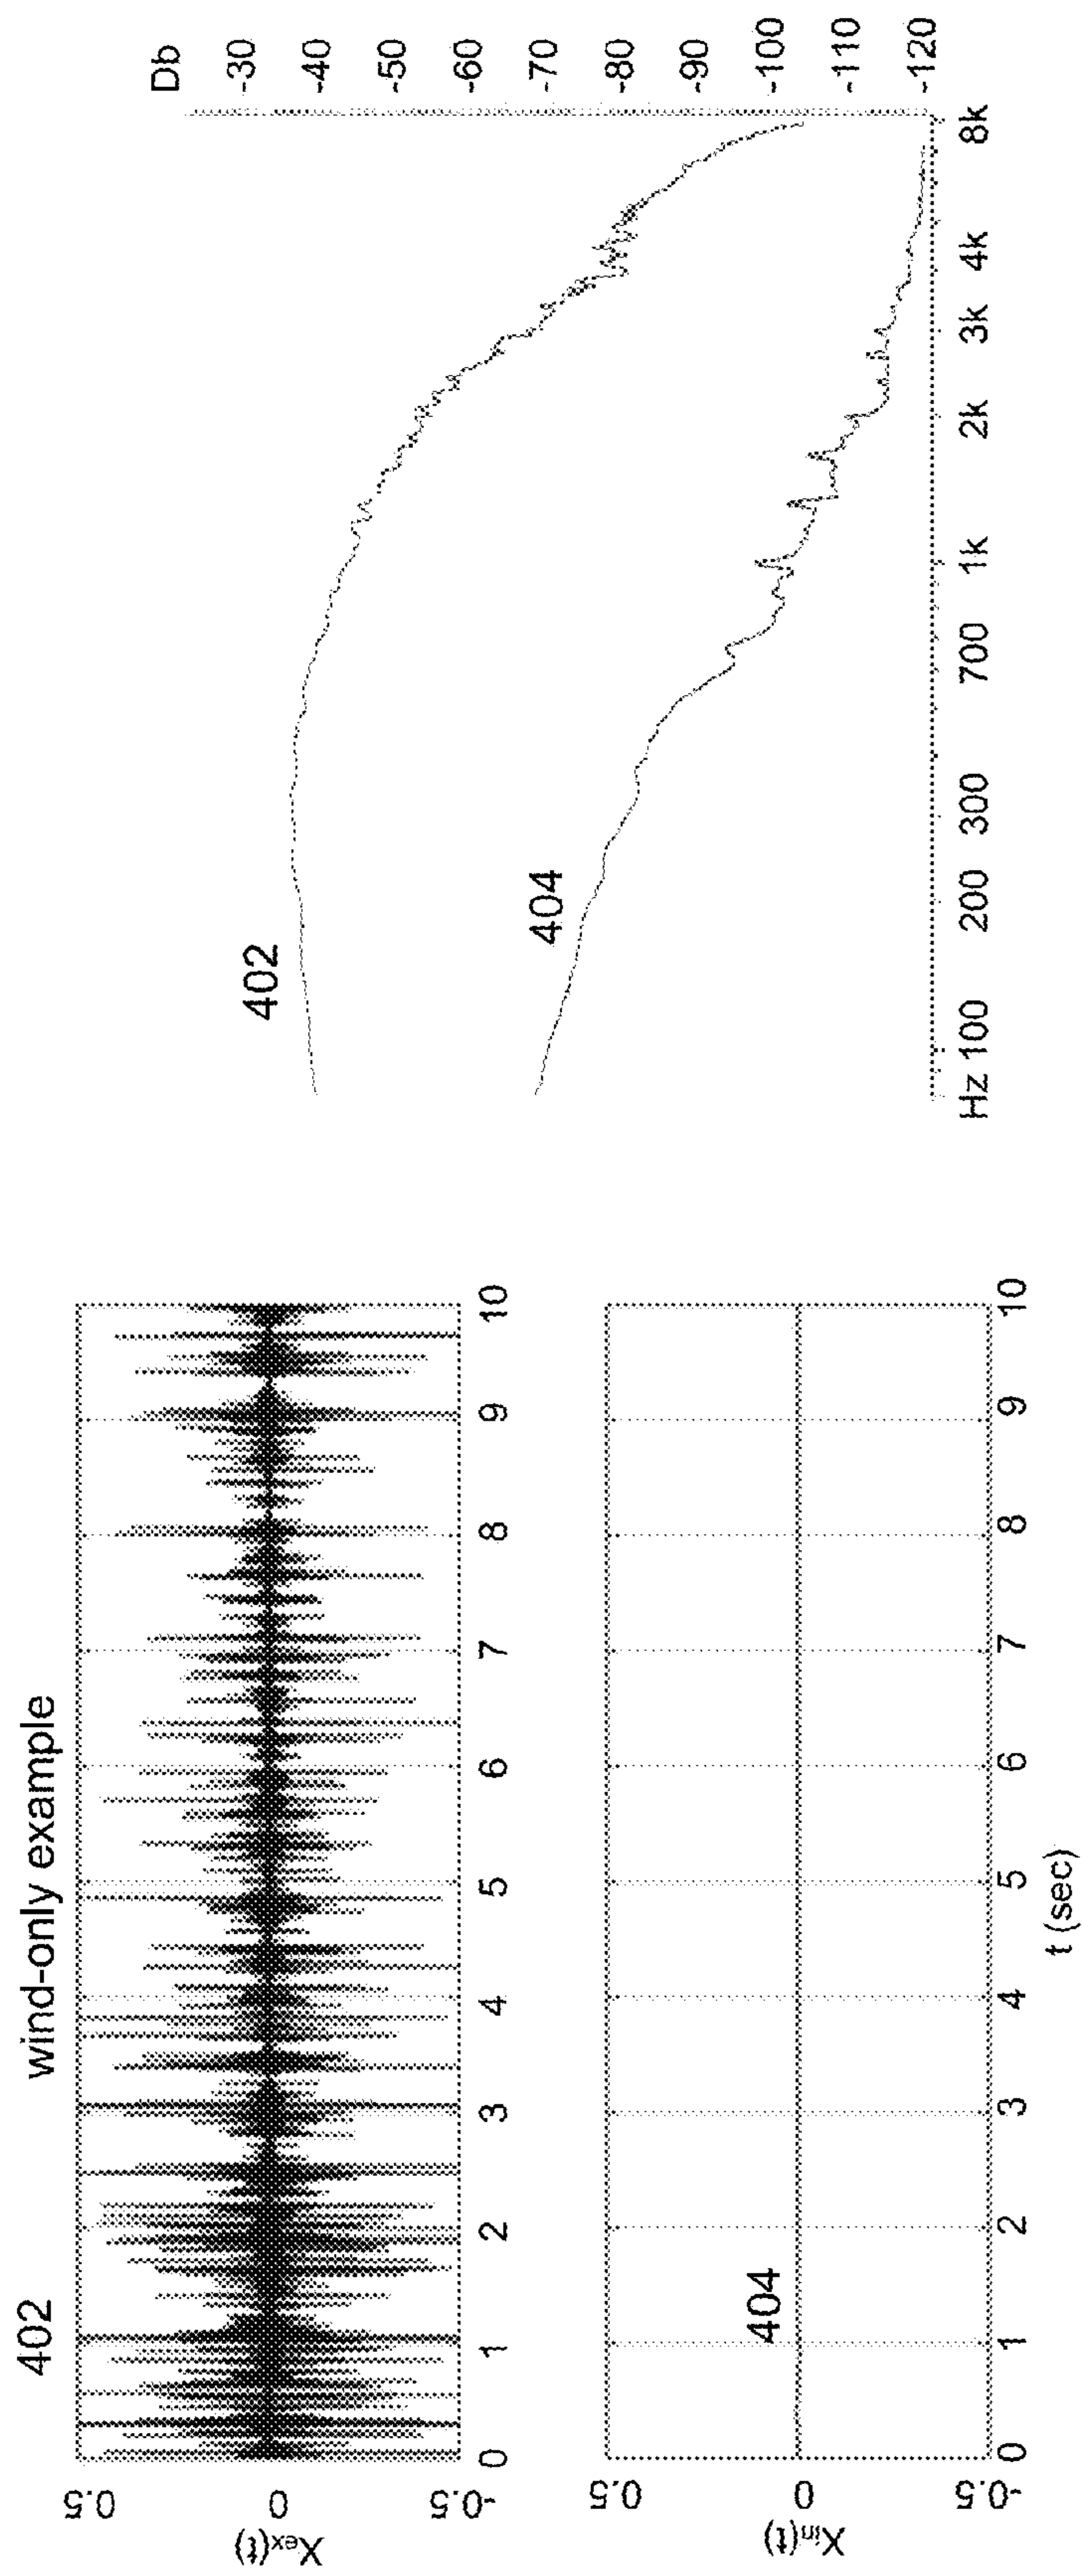 402
wind-only example
0.5
0
-0.5
Xex(t)
0 1 2 3 4 5 6 7 8 9 10
404
0.5
0
-0.5
Xin(t)
0 1 2 3 4 5 6 7 8 9 10
t (sec)
Db
-30
-40
-50
-60
-70
-80
-90
-100
-110
-120
402
404
Hz 100 200 300 700 1k 2k 3k 4k 8k